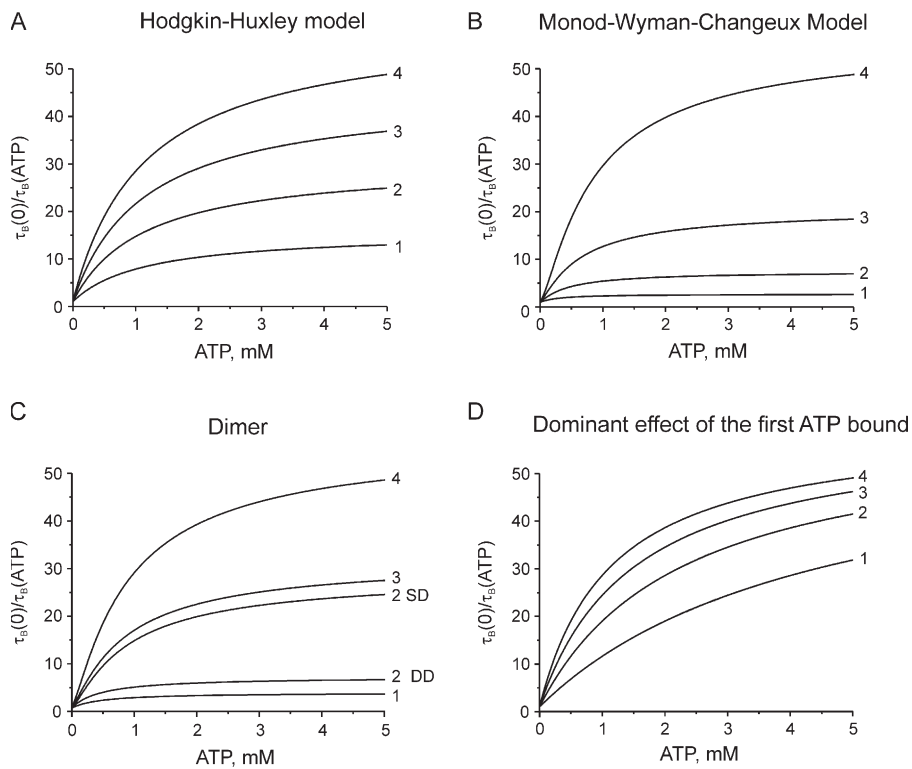 A Hodgkin-Huxley model
B Monod-Wyman-Changeux Model
50
40
30
20
10
0
τB(0)/τB(ATP)
4
3
2
1
0 1 2 3 4 5
ATP, mM
50
40
30
20
10
0
τB(0)/τB(ATP)
4
3
2
1
0 1 2 3 4 5
ATP, mM
C Dimer
D Dominant effect of the first ATP bound
50
40
30
20
10
0
τB(0)/τB(ATP)
4
3
2 SD
2 DD
1
0 1 2 3 4 5
ATP, mM
50
40
30
20
10
0
τB(0)/τB(ATP)
4
3
2
1
0 1 2 3 4 5
ATP, mM